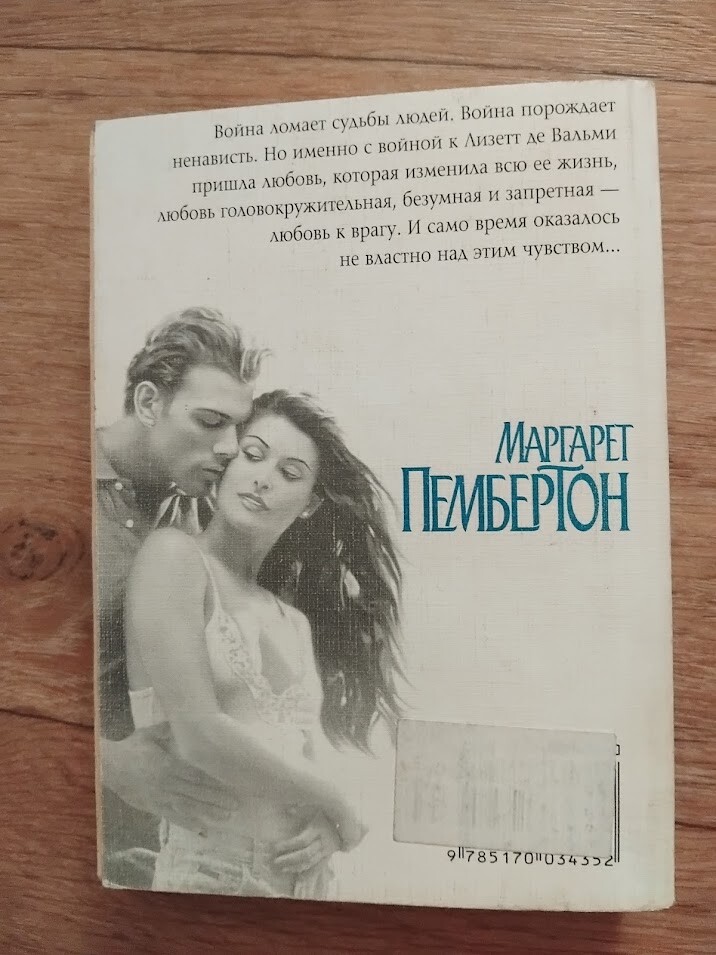 Война ломает судьбы людей. Война порождает
ненависть. Но именно с войной к Лизетт де Вальми
пришла любовь, которая изменила всю ее жизнь,
любовь головокружительная, безумная и запретная —
любовь к врагу. И само время оказалось
не властно над этим чувством...
МАРГАРЕТ
ПЕМБЕРТОН
9 785170 034352